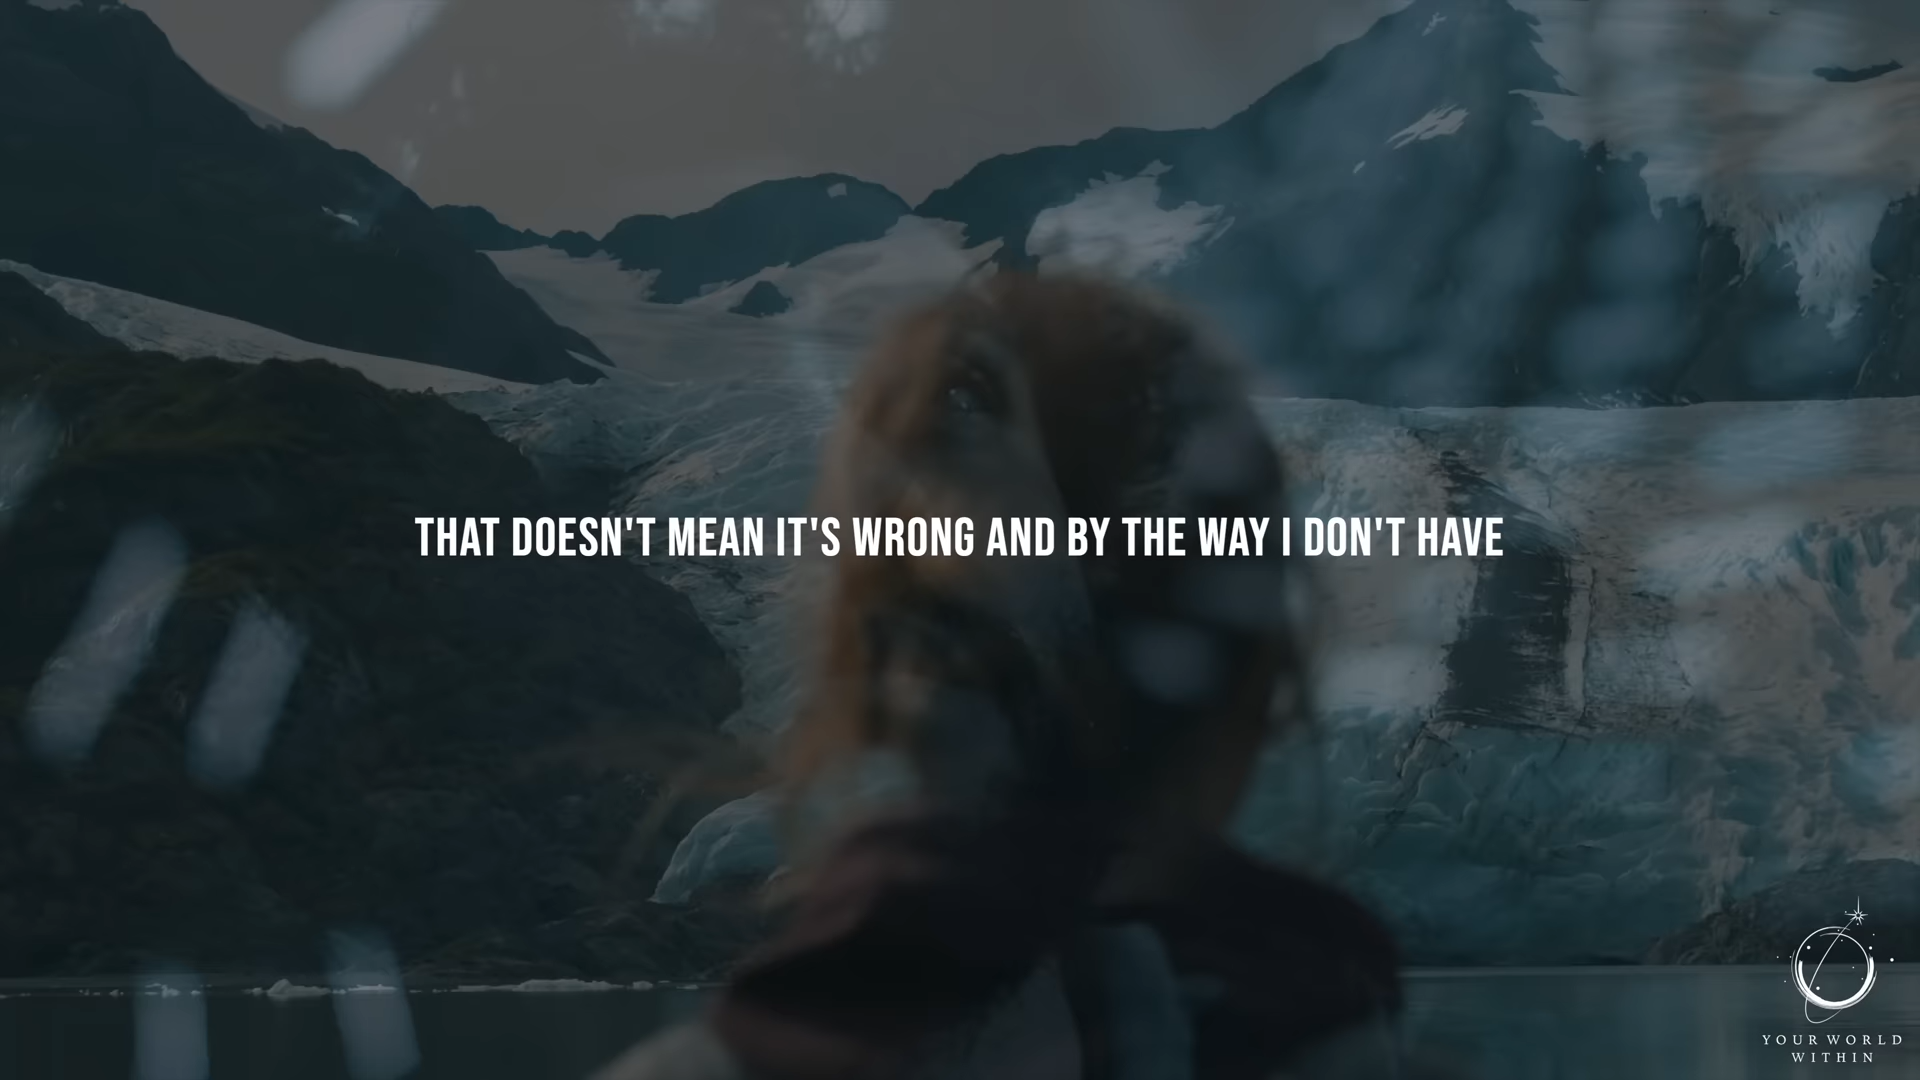 THAT DOESN'T MEAN IT'S WRONG AND BY THE WAY I DON'T HAVE
YOUR WORLD
WITHIN